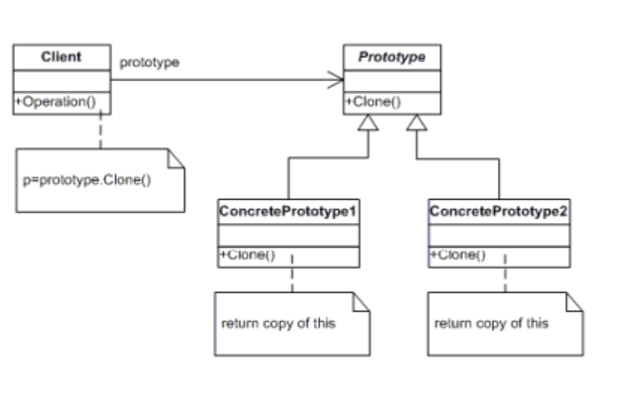 Client
prototype
Prototype
+Operation()
+Clone()
p=prototype.Clone()
ConcretePrototype1
ConcretePrototype2
+Clone()
+Clone()
return copy of this
return copy of this